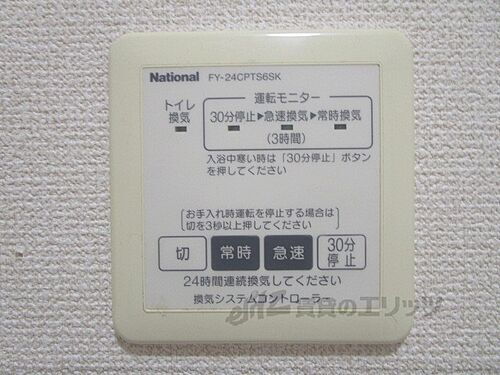 National FY-24CPTS6SK
トイレ
換気
運転モニター
30分停止▶急速換気▶常時換気
(3時間)
入浴中寒い時は「30分停止」ボタン
を押してください
お手入れ時運転を停止する場合は
切を3秒以上押してください
切 常時 急速 30分
停止
24時間連続換気してください
換気システムコントローラー
賃貸のエリッツ